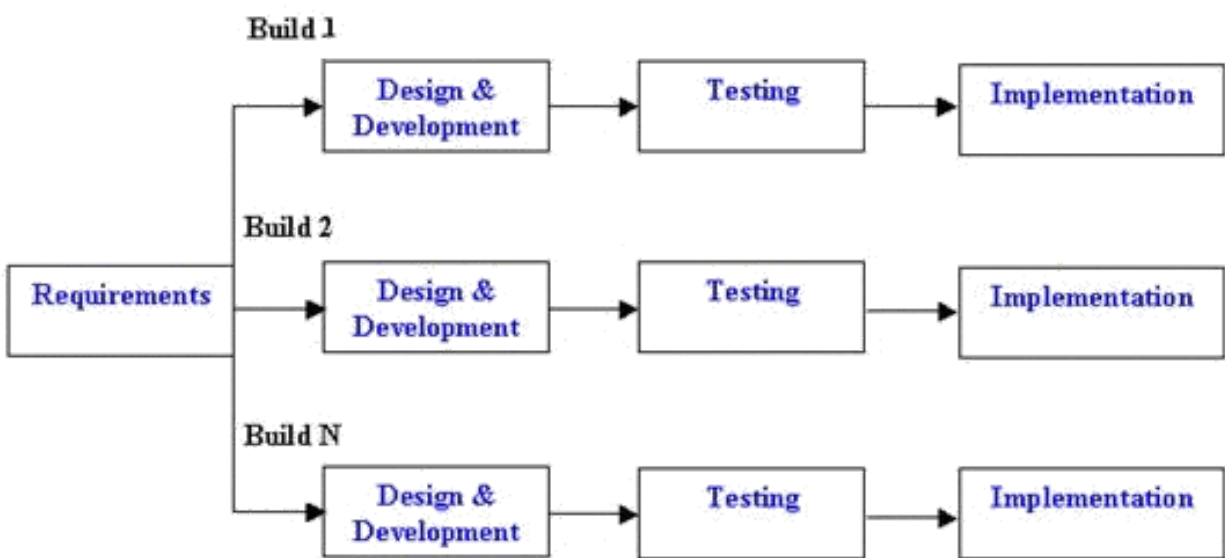 Build 1
Design &
Development
Testing
Implementation
Build 2
Requirements
Design &
Development
Testing
Implementation
Build N
Design &
Development
Testing
Implementation